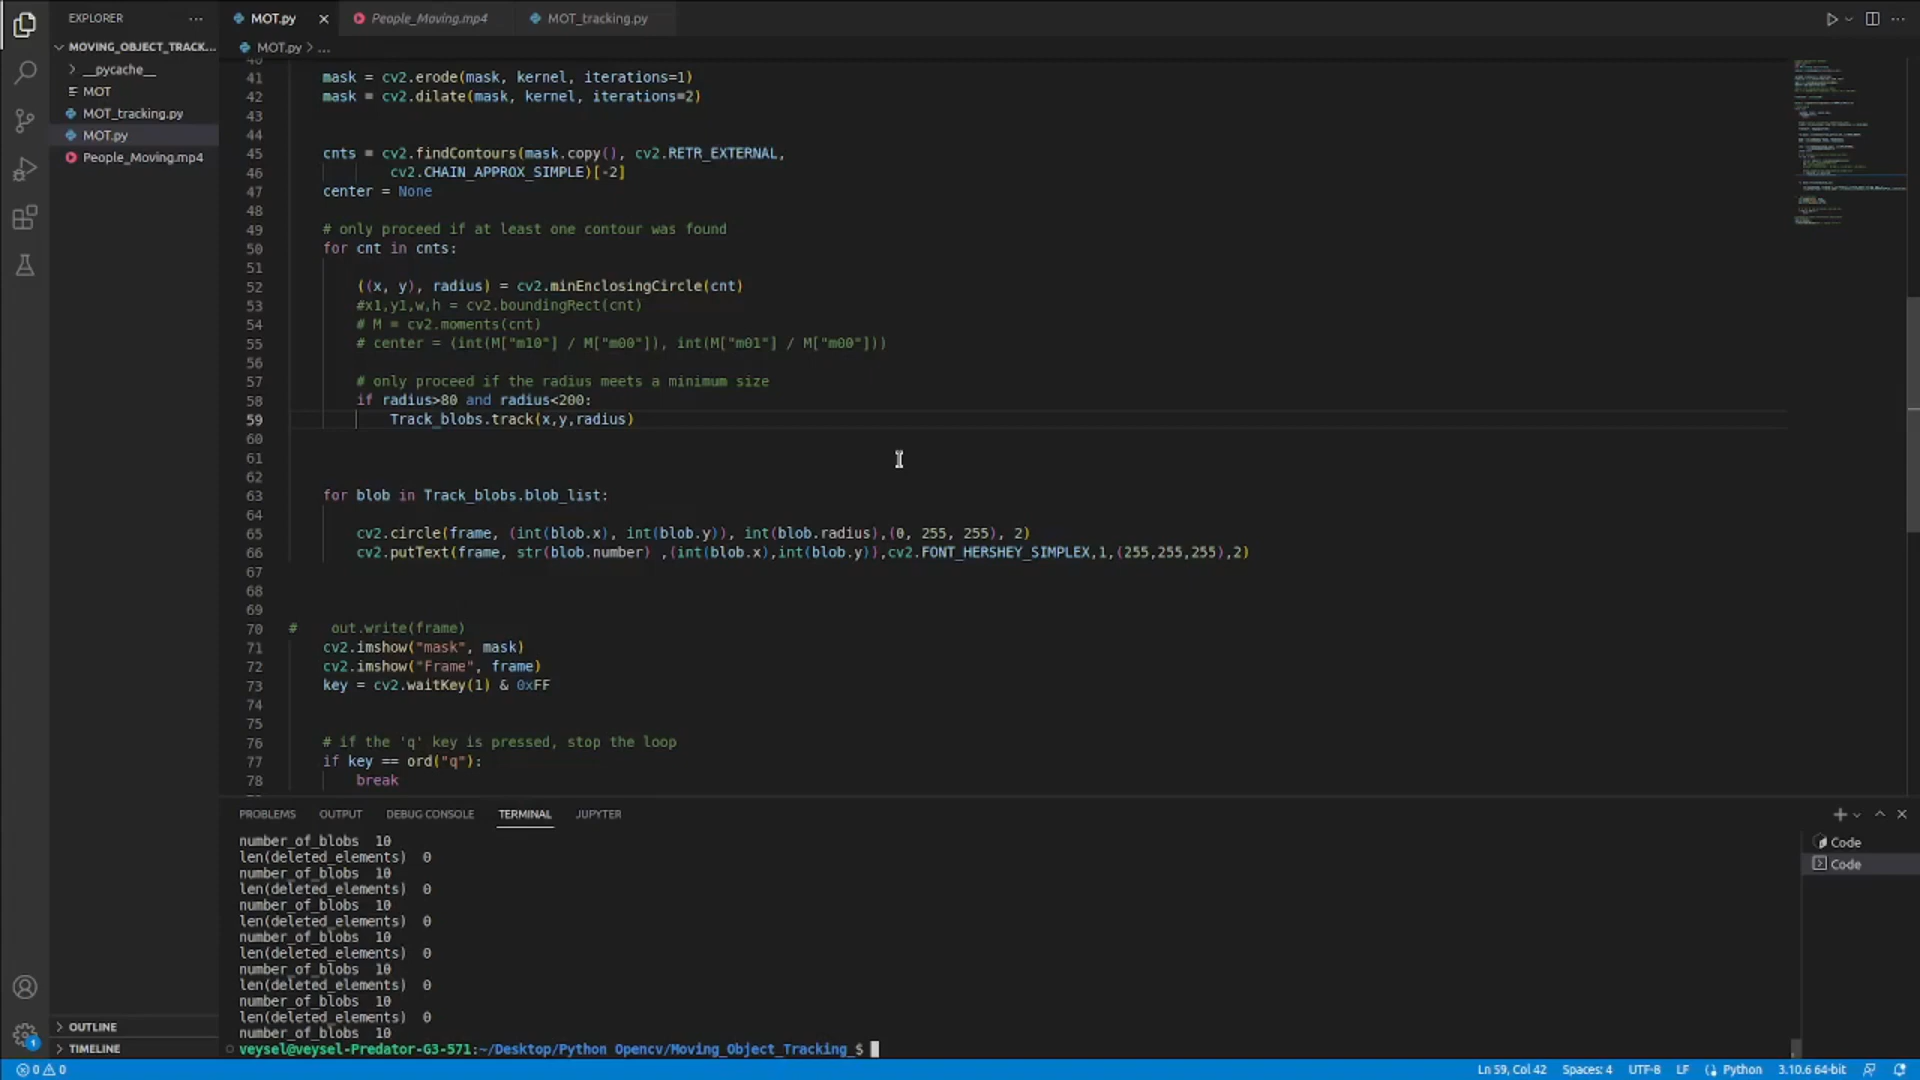 EXPLORER
MOT.py
People_Moving.mp4
MOT_tracking.py
MOVING_OBJECT_TRACK...
__pycache__
MOT
MOT_tracking.py
MOT.py
People_Moving.mp4
MOT.py > ...
41 mask = cv2.erode(mask, kernel, iterations=1)
42 mask = cv2.dilate(mask, kernel, iterations=2)
43
44
45 cnts = cv2.findContours(mask.copy(), cv2.RETR_EXTERNAL,
46 cv2.CHAIN_APPROX_SIMPLE)[-2]
47 center = None
48
49 # only proceed if at least one contour was found
50 for cnt in cnts:
51
52 ((x, y), radius) = cv2.minEnclosingCircle(cnt)
53 #x1,y1,w,h = cv2.boundingRect(cnt)
54 # M = cv2.moments(cnt)
55 # center = (int(M["m10"] / M["m00"]), int(M["m01"] / M["m00"]))
56
57 # only proceed if the radius meets a minimum size
58 if radius>80 and radius<200:
59 Track_blobs.track(x,y,radius)
60
61
62
63 for blob in Track_blobs.blob_list:
64
65 cv2.circle(frame, (int(blob.x), int(blob.y)), int(blob.radius),(0, 255, 255), 2)
66 cv2.putText(frame, str(blob.number) ,(int(blob.x),int(blob.y)),cv2.FONT_HERSHEY_SIMPLEX,1,(255,255,255),2)
67
68
69
70 # out.write(frame)
71 cv2.imshow("mask", mask)
72 cv2.imshow("Frame", frame)
73 key = cv2.waitKey(1) & 0xFF
74
75
76 # if the 'q' key is pressed, stop the loop
77 if key == ord("q"):
78 break
PROBLEMS OUTPUT DEBUG CONSOLE TERMINAL JUPYTER
number_of_blobs 10
len(deleted_elements) 0
number_of_blobs 10
len(deleted_elements) 0
number_of_blobs 10
len(deleted_elements) 0
number_of_blobs 10
len(deleted_elements) 0
number_of_blobs 10
len(deleted_elements) 0
number_of_blobs 10
len(deleted_elements) 0
number_of_blobs 10
veysel@veysel-Predator-G3-571:~/Desktop/Python Opencv/Moving_Object_Tracking_$
Code
Code
OUTLINE
TIMELINE
1
0 0
Ln 59, Col 42 Spaces: 4 UTF-8 LF Python 3.10.6 64-bit